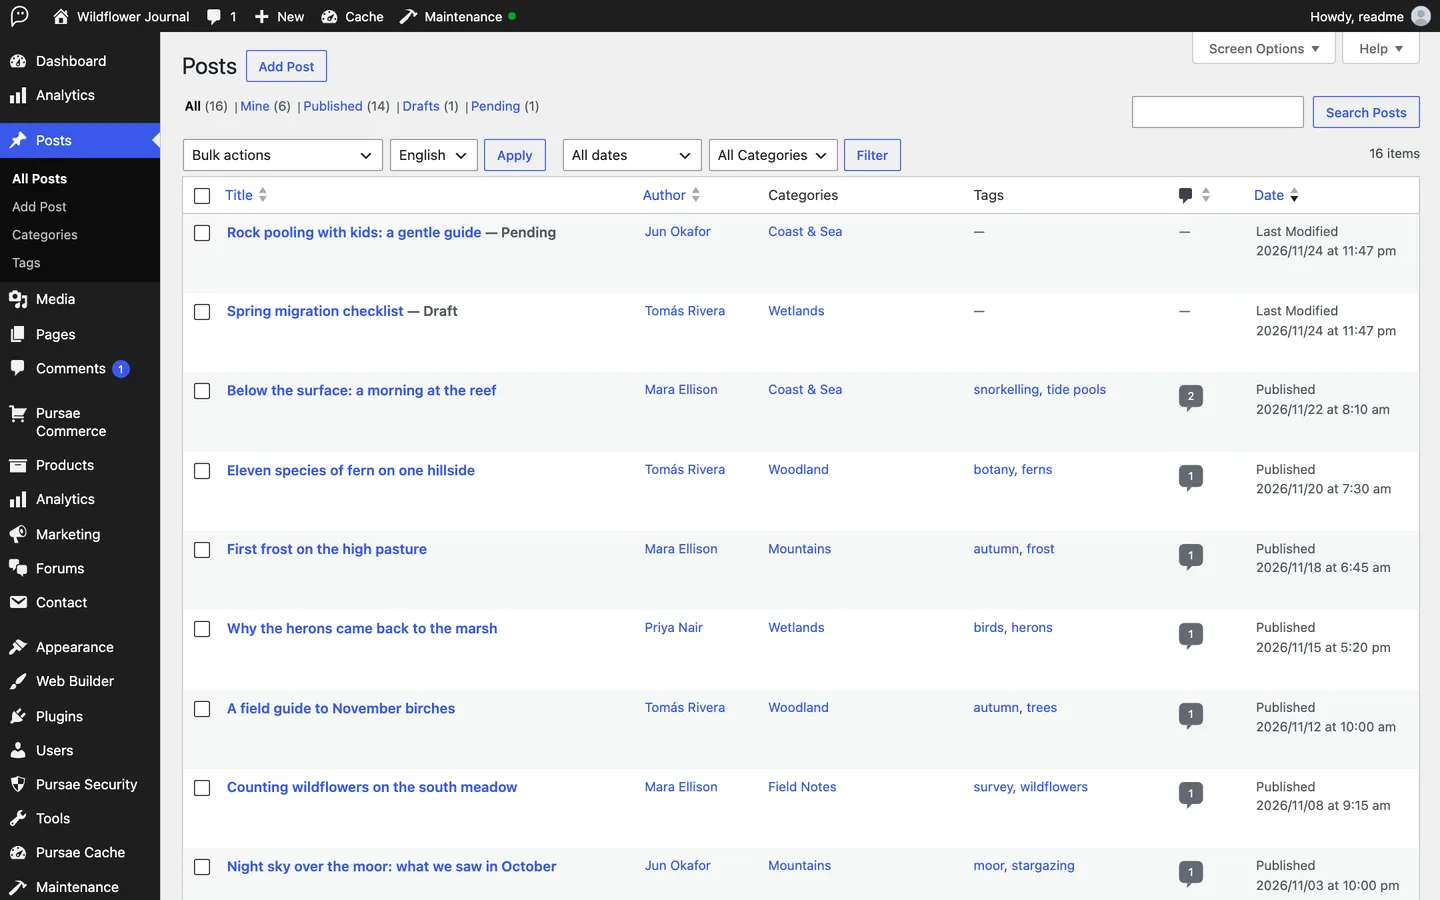 Wildflower Journal 1 New Cache Maintenance Howdy, readme
Dashboard
Analytics
Posts
All Posts
Add Post
Categories
Tags
Media
Pages
Comments 1
Pursae
Commerce
Products
Analytics
Marketing
Forums
Contact
Appearance
Web Builder
Plugins
Users
Pursae Security
Tools
Pursae Cache
Maintenance
Screen Options Help
Posts Add Post
All (16) | Mine (6) | Published (14) | Drafts (1) | Pending (1)
Search Posts
Bulk actions English Apply All dates All Categories Filter 16 items
Title Author Categories Tags Date
Rock pooling with kids: a gentle guide — Pending Jun Okafor Coast & Sea — — Last Modified
2026/11/24 at 11:47 pm
Spring migration checklist — Draft Tomás Rivera Wetlands — — Last Modified
2026/11/24 at 11:47 pm
Below the surface: a morning at the reef Mara Ellison Coast & Sea snorkelling, tide pools 2 Published
2026/11/22 at 8:10 am
Eleven species of fern on one hillside Tomás Rivera Woodland botany, ferns 1 Published
2026/11/20 at 7:30 am
First frost on the high pasture Mara Ellison Mountains autumn, frost 1 Published
2026/11/18 at 6:45 am
Why the herons came back to the marsh Priya Nair Wetlands birds, herons 1 Published
2026/11/15 at 5:20 pm
A field guide to November birches Tomás Rivera Woodland autumn, trees 1 Published
2026/11/12 at 10:00 am
Counting wildflowers on the south meadow Mara Ellison Field Notes survey, wildflowers 1 Published
2026/11/08 at 9:15 am
Night sky over the moor: what we saw in October Jun Okafor Mountains moor, stargazing 1 Published
2026/11/03 at 10:00 pm